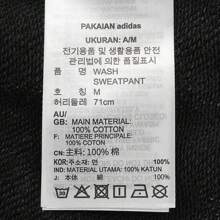 PAKAIAN adidas
UKURAN: A/M
전기용품 및 생활용품 안전
관리법에 의한 품질표시
품 명 WASH
SWEATPANT
호 칭 M
허리둘레 71cm
AU/
GB: MAIN MATERIAL
100% COTTON
F: MATIERE PRINCIPALE:
100% COTON
CN: 主料: 100% 棉
KOR: 주소재: 면 100%
IND: MATERIAL UTAMA: 100% KATUN
J: 本体: 綿 100%